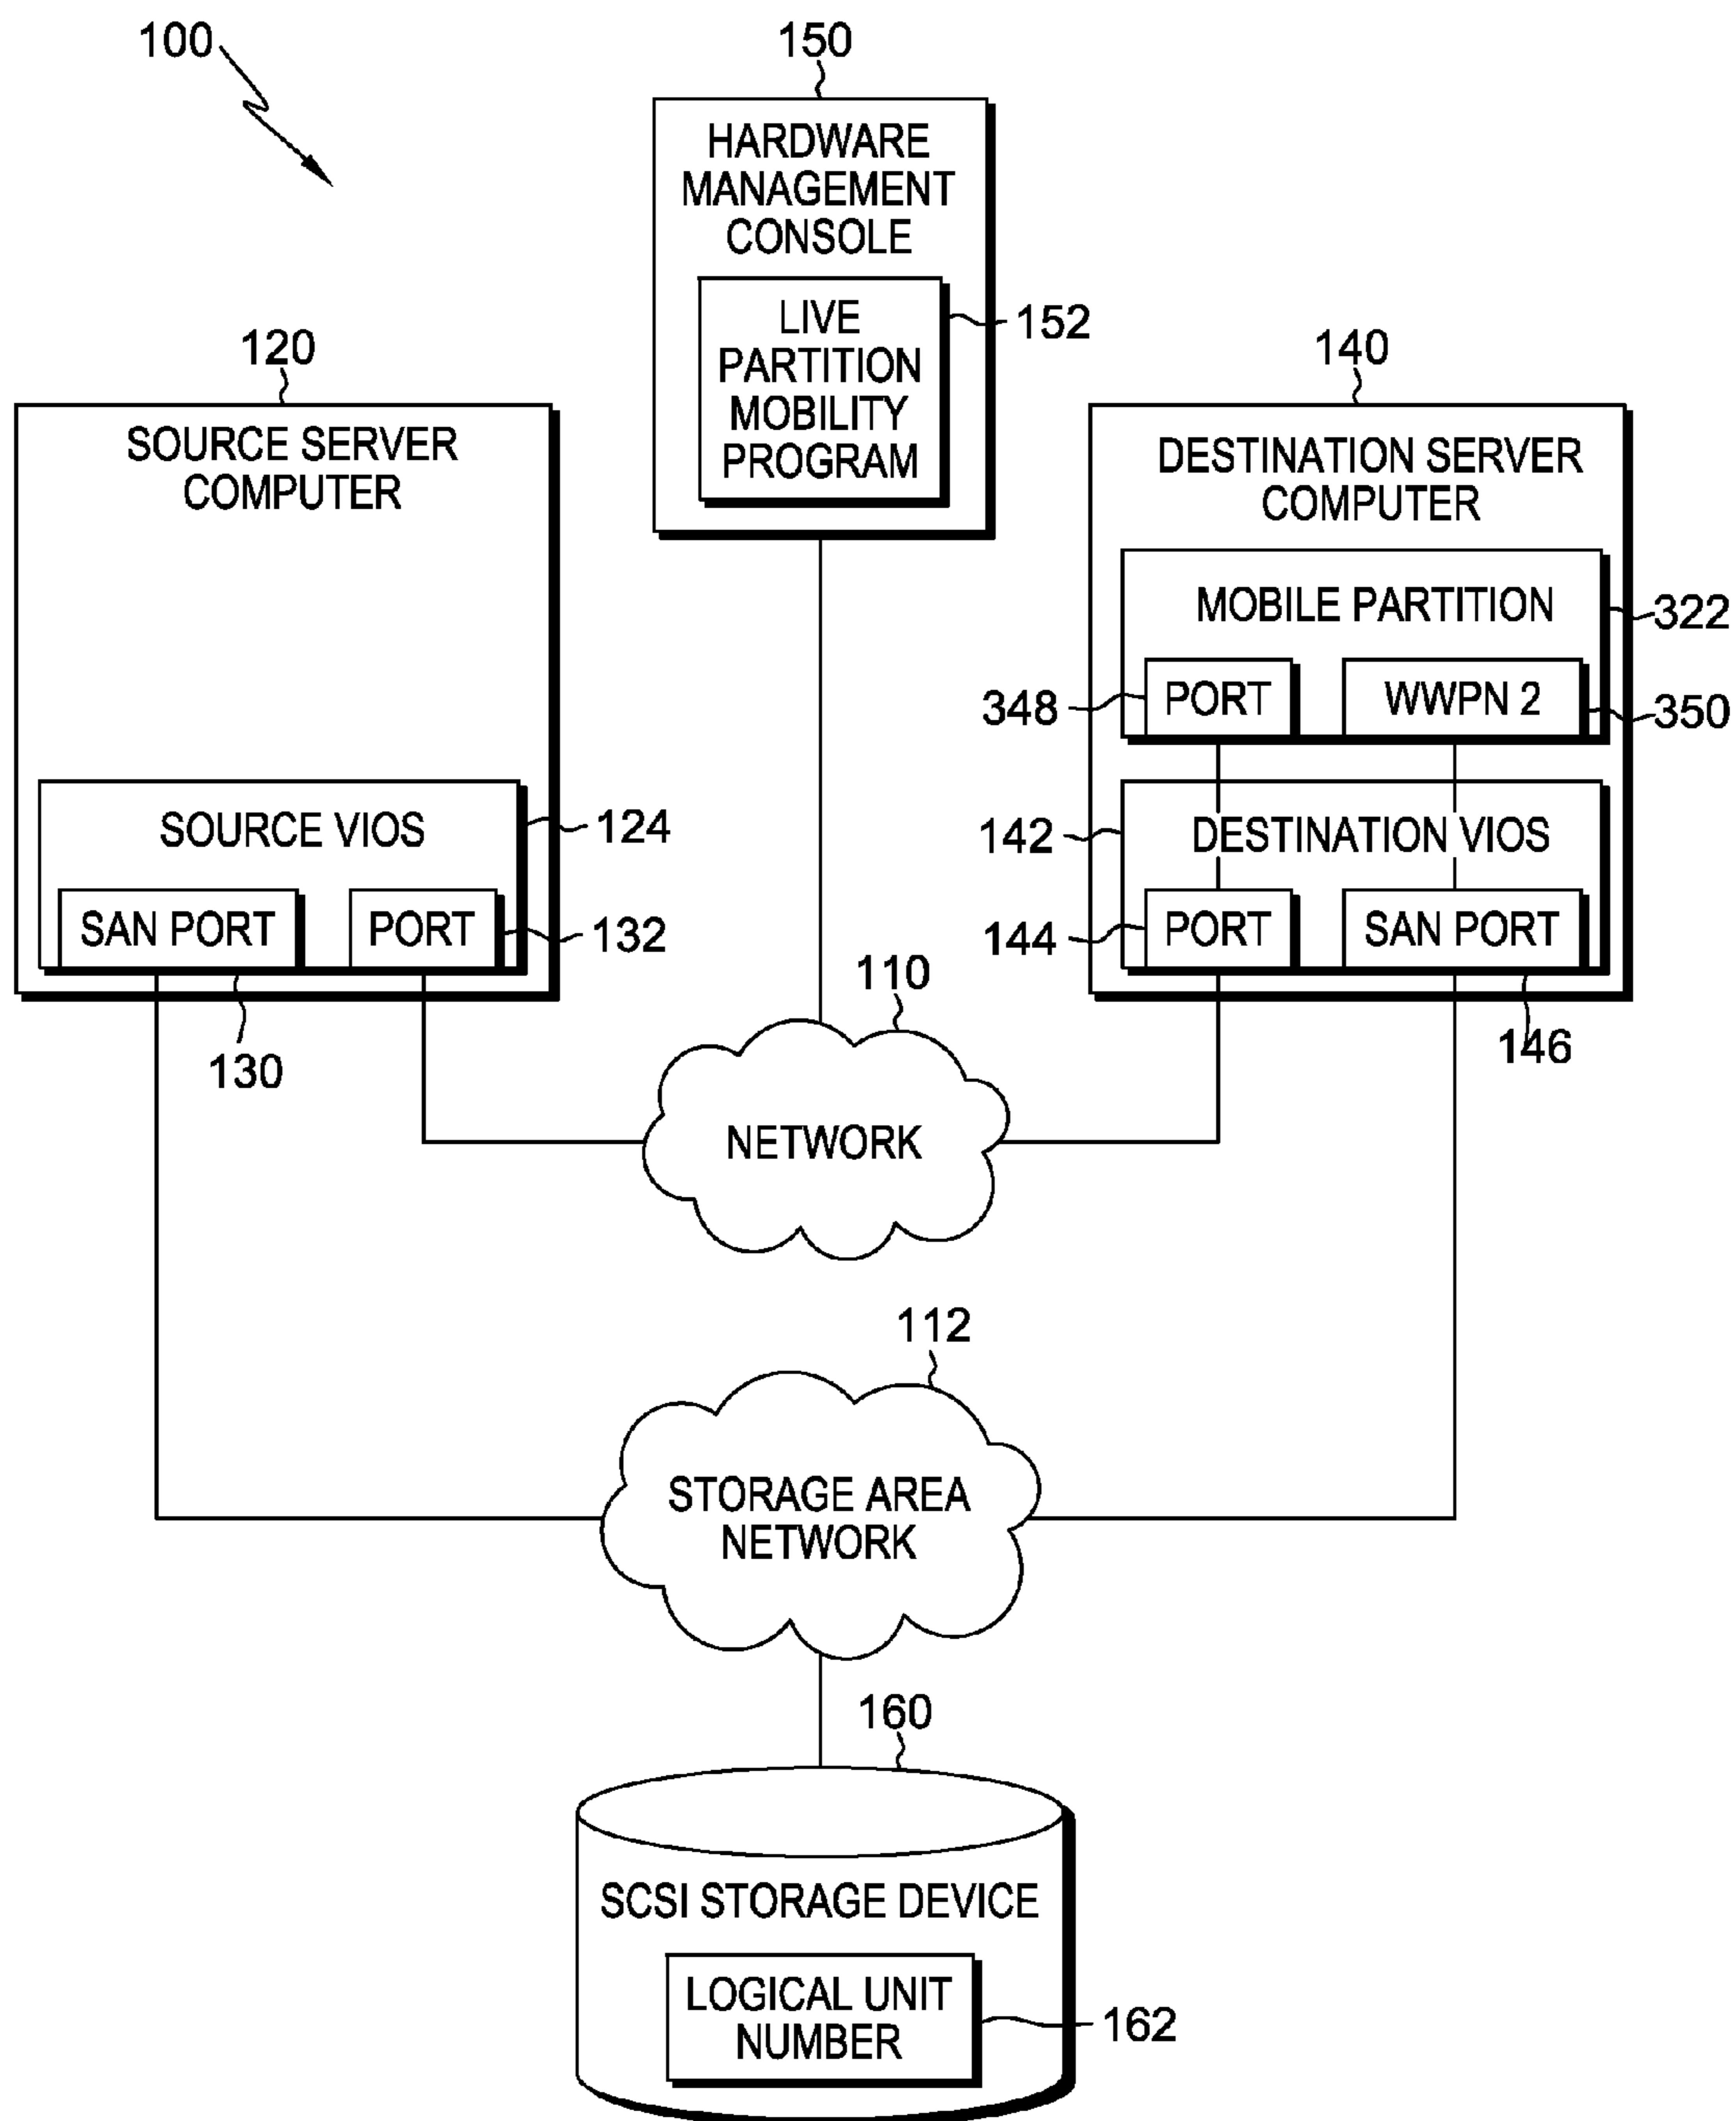 100
150
HARDWARE
MANAGEMENT
CONSOLE
LIVE
PARTITION
MOBILITY
PROGRAM
152
120
SOURCE SERVER
COMPUTER
SOURCE VIOS
124
SAN PORT
PORT
132
130
140
DESTINATION SERVER
COMPUTER
MOBILE PARTITION
322
348
PORT
WWPN 2
350
142
DESTINATION VIOS
144
PORT
SAN PORT
146
110
NETWORK
112
STORAGE AREA
NETWORK
160
SCSI STORAGE DEVICE
LOGICAL UNIT
NUMBER
162